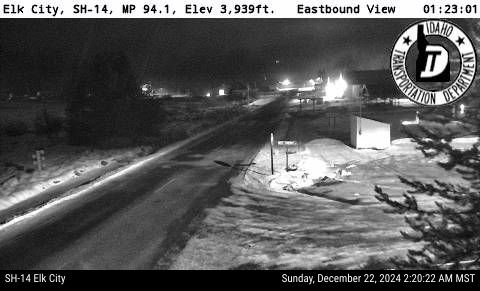 Elk City, SH-14, MP 94.1, Elev 3,939ft. Eastbound View 01:23:01
IDAHO
TRANSPORTATION DEPARTMENT
SH-14 Elk City Sunday, December 22, 2024 2:20:22 AM MST